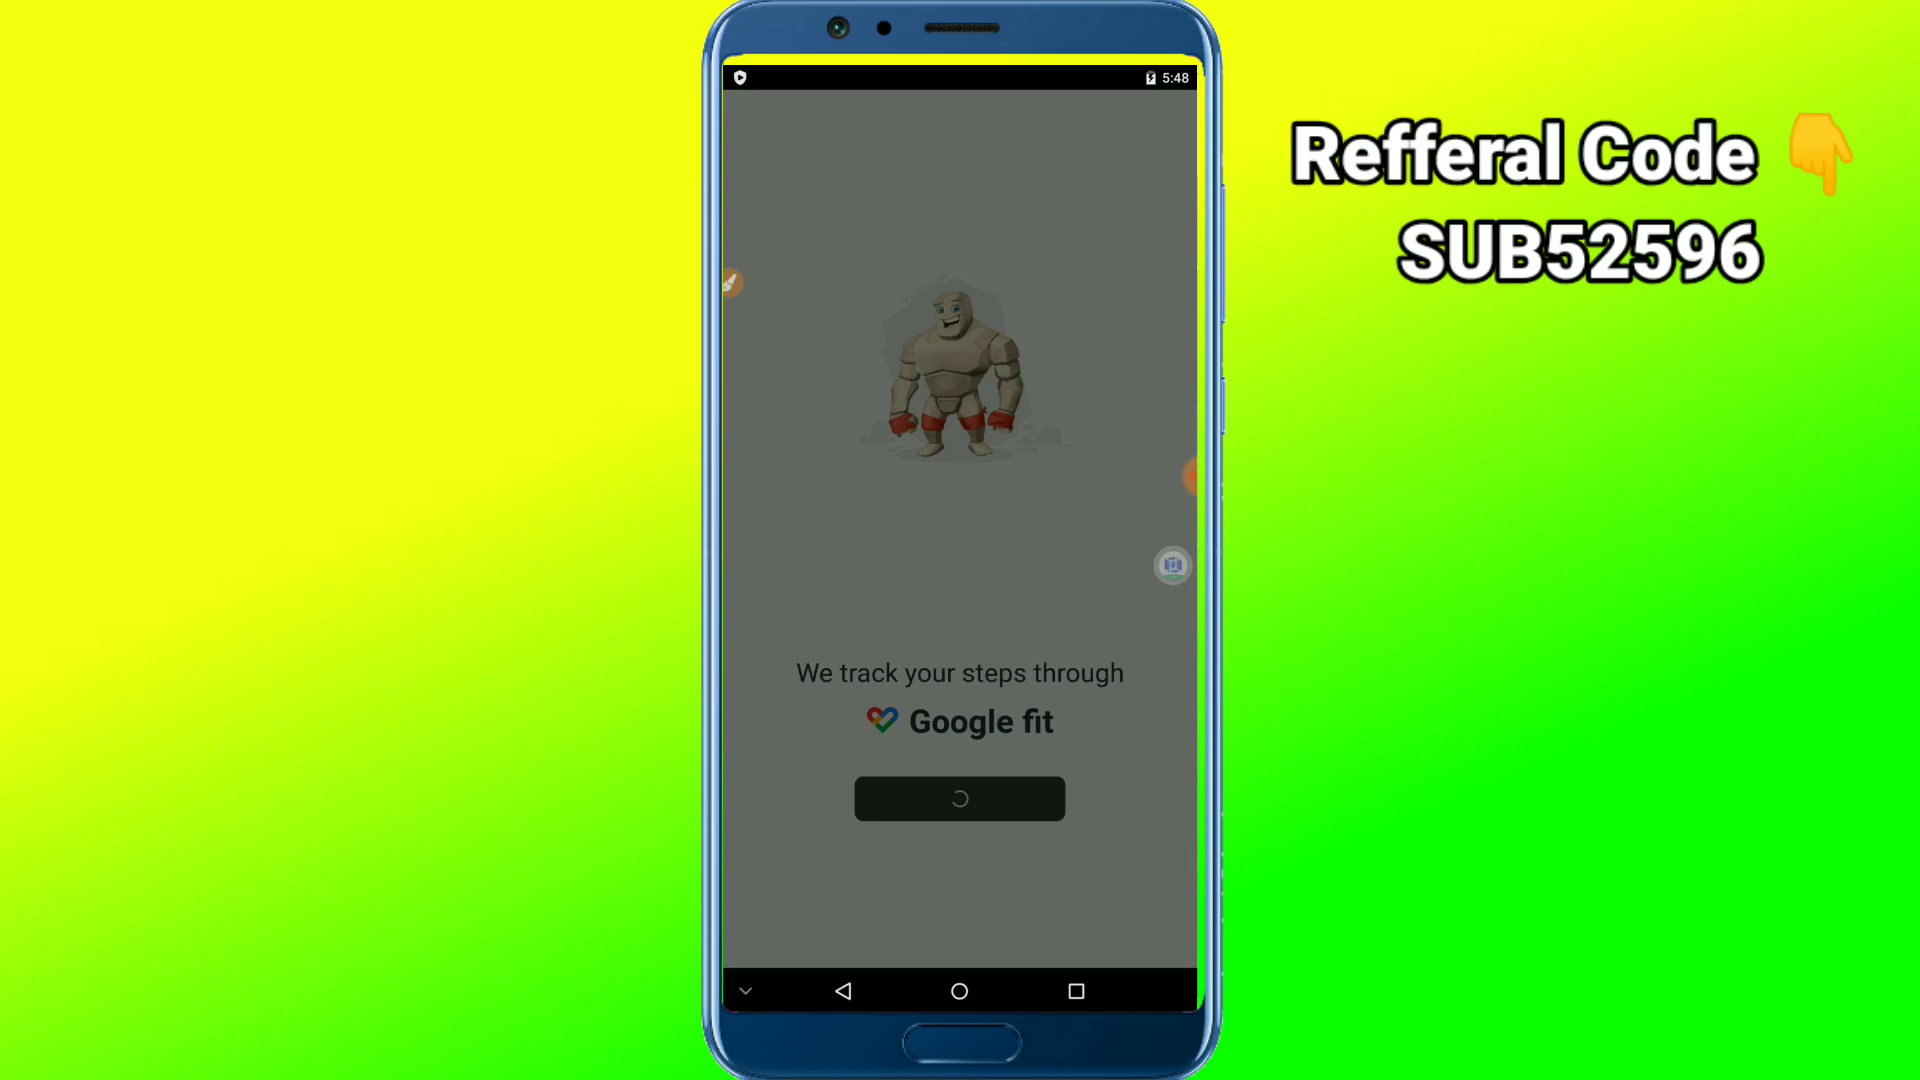 5:48
Refferal Code 👇
SUB52596
We track your steps through
Google fit